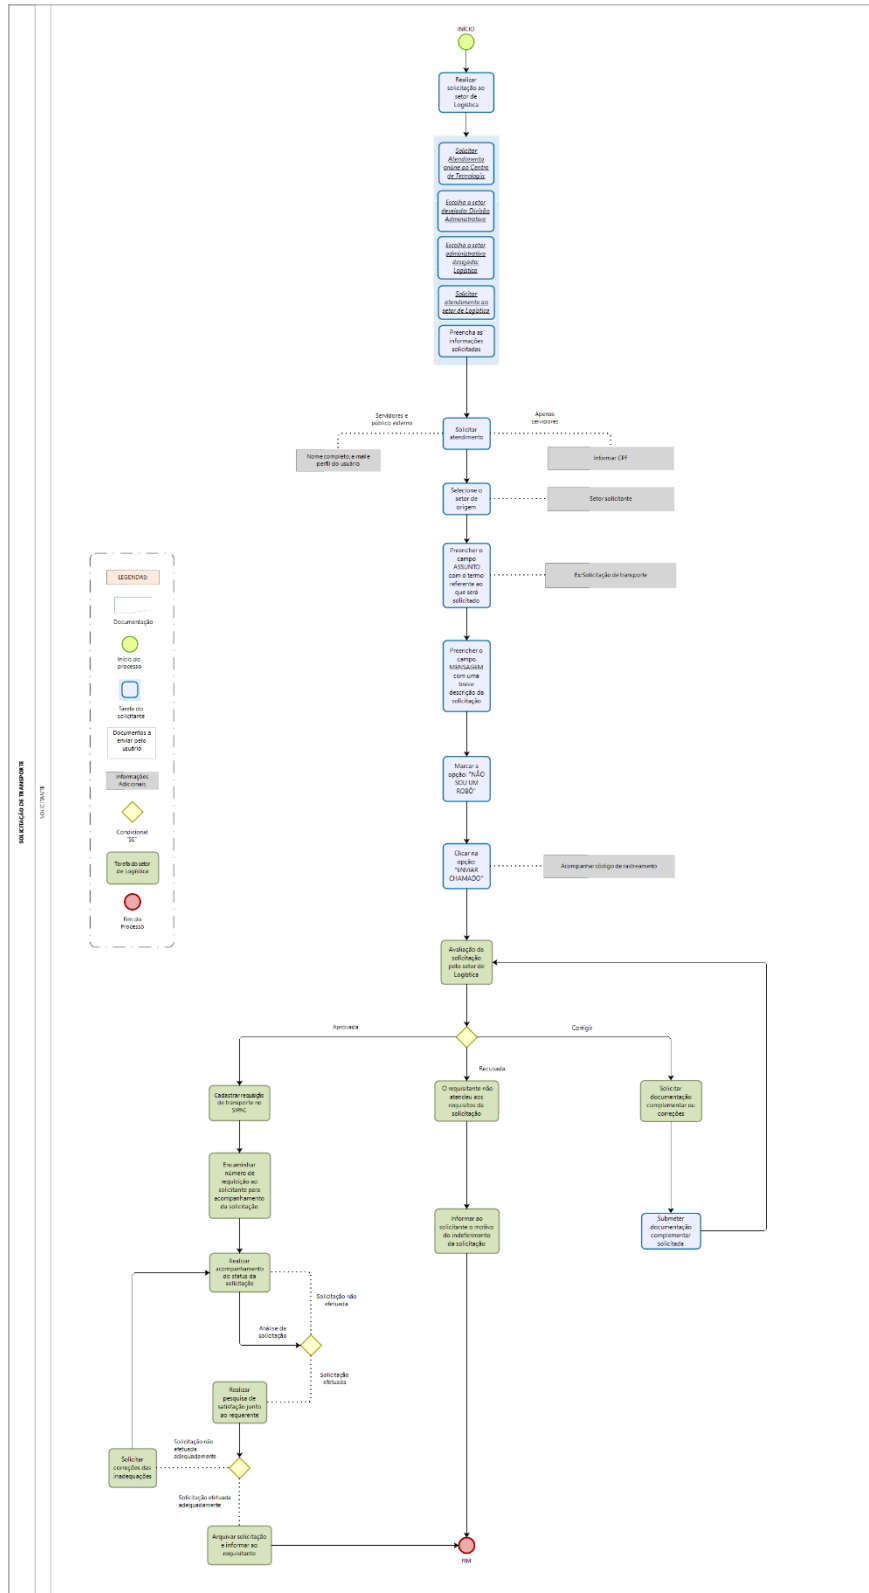 INÍCIO
Realizar
solicitação ao
setor de
Logística
Solicitar
Atendimento
online ao Centro
de Tecnologia
Escolha o setor
desejado: Divisão
Administrativa
Escolha o setor
administrativo
desejado:
Logística
Solicitar
atendimento ao
setor de Logística
Preencha as
informações
solicitadas
Servidores e
público externo
Solicitar
atendimento
Apenas
servidores
Nome completo, e-mail e
perfil do usuário
Informar CPF
Selecione o
setor de
origem
Setor solicitante
Preencher o
campo
ASSUNTO
com o termo
referente ao
que será
solicitado
Ex:Solicitação de transporte
Preencher o
campo
MENSAGEM
com uma
breve
descrição da
solicitação
Marcar a
opção: "NÃO
SOU UM
ROBÔ"
Clicar na
opção
"ENVIAR
CHAMADO"
Acompanhar código de rastreamento
LEGENDAS:
Documentação
Início do
processo
Tarefa do
solicitante
Documentos a
enviar pelo
usuário
Informações
Adicionais
Condicional
"SE"
Tarefa do setor
de Logística
Fim do
Processo
SOLICITAÇÃO DE TRANSPORTE
Avaliação da
solicitação
pelo setor de
Logística
Aprovada
Corrigir
Recusada
Cadastrar requisição
de transporte no
SIPAC
O requisitante não
atendeu aos
requisitos da
solicitação
Solicitar
documentação
complementar ou
correções
Encaminhar
número de
requisição ao
solicitante para
acompanhamento
da solicitação
Informar ao
solicitante o motivo
do indeferimento
da solicitação
Submeter
documentação
complementar
solicitada
Realizar
acompanhamento
do status da
solicitação
Solicitação não
efetuada
Análise da
solicitação
Solicitação
efetuada
Realizar
pesquisa de
satisfação junto
ao requerente
Solicitação não
efetuada
adequadamente
Solicitar
correções das
inadequações
Solicitação efetuada
adequadamente
Arquivar solicitação
e informar ao
requisitante
FIM